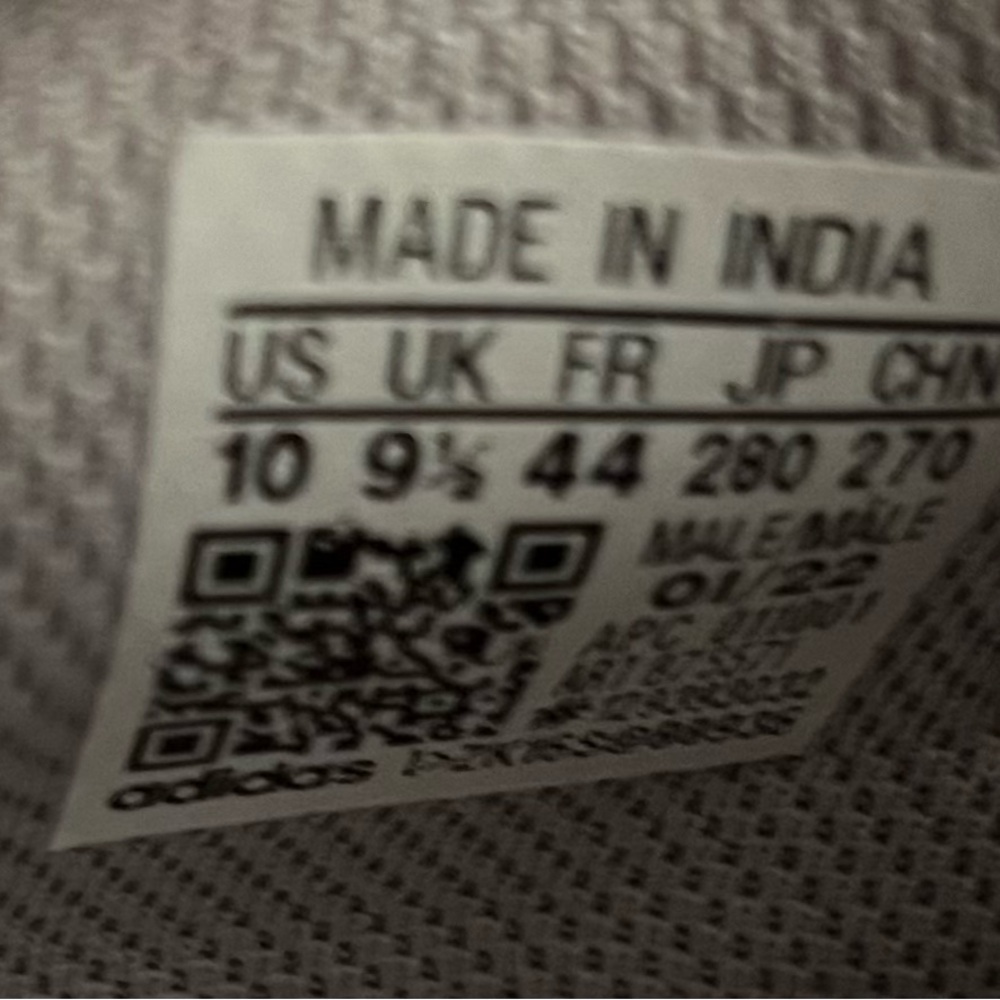 MADE IN INDIA
US UK FR JP CHN
10 9½ 44 280 270
MALE/MÂLE
01/22
APC
adidas